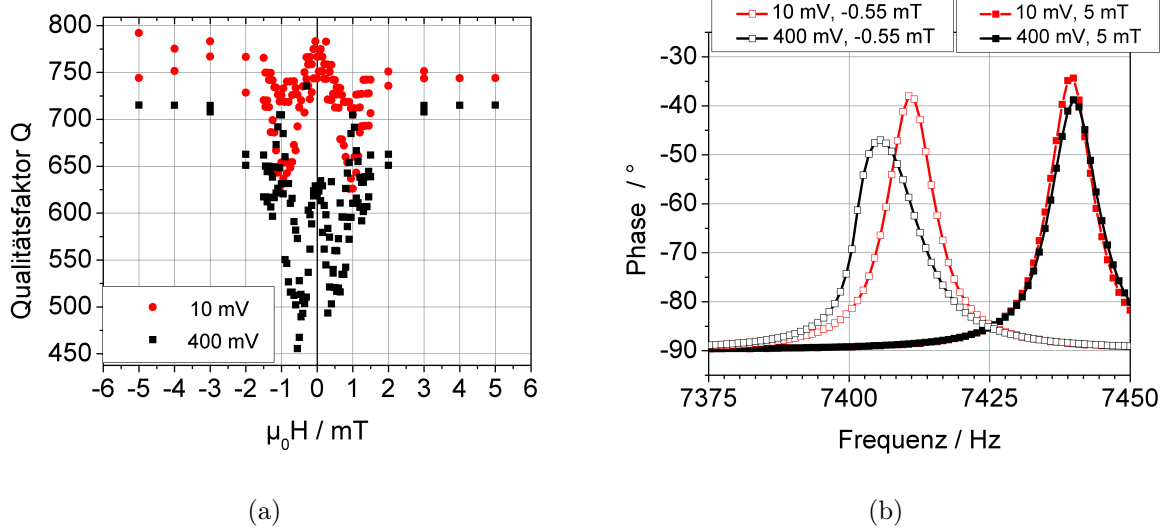 800
750
700
650
600
550
500
450
Qualitätsfaktor Q
10 mV
400 mV
-6 -5 -4 -3 -2 -1 0 1 2 3 4 5 6
µ0H / mT
(a)
10 mV, -0.55 mT
400 mV, -0.55 mT
10 mV, 5 mT
400 mV, 5 mT
-30
-40
-50
-60
-70
-80
-90
Phase / °
7375 7400 7425 7450
Frequenz / Hz
(b)